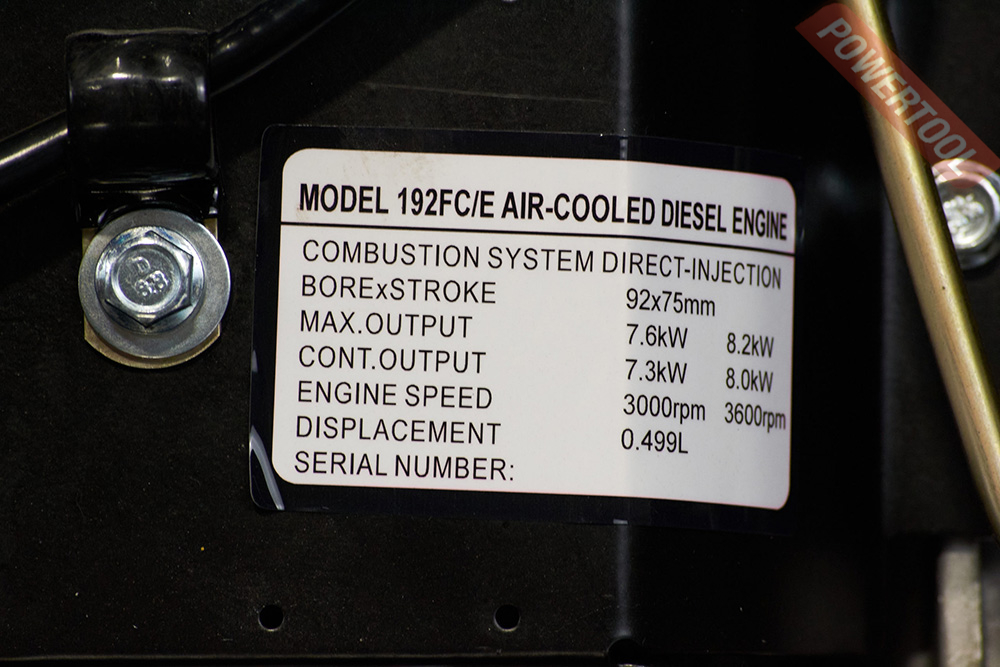 POWERTOOL
MODEL 192FC/E AIR-COOLED DIESEL ENGINE
COMBUSTION SYSTEM DIRECT-INJECTION
BORExSTROKE 92x75mm
MAX.OUTPUT 7.6kW 8.2kW
CONT.OUTPUT 7.3kW 8.0kW
ENGINE SPEED 3000rpm 3600rpm
DISPLACEMENT 0.499L
SERIAL NUMBER: